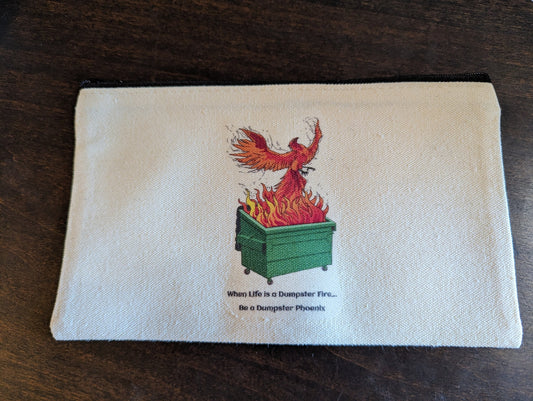 When Life is a Dumpster Fire...
Be a Dumpster Phoenix